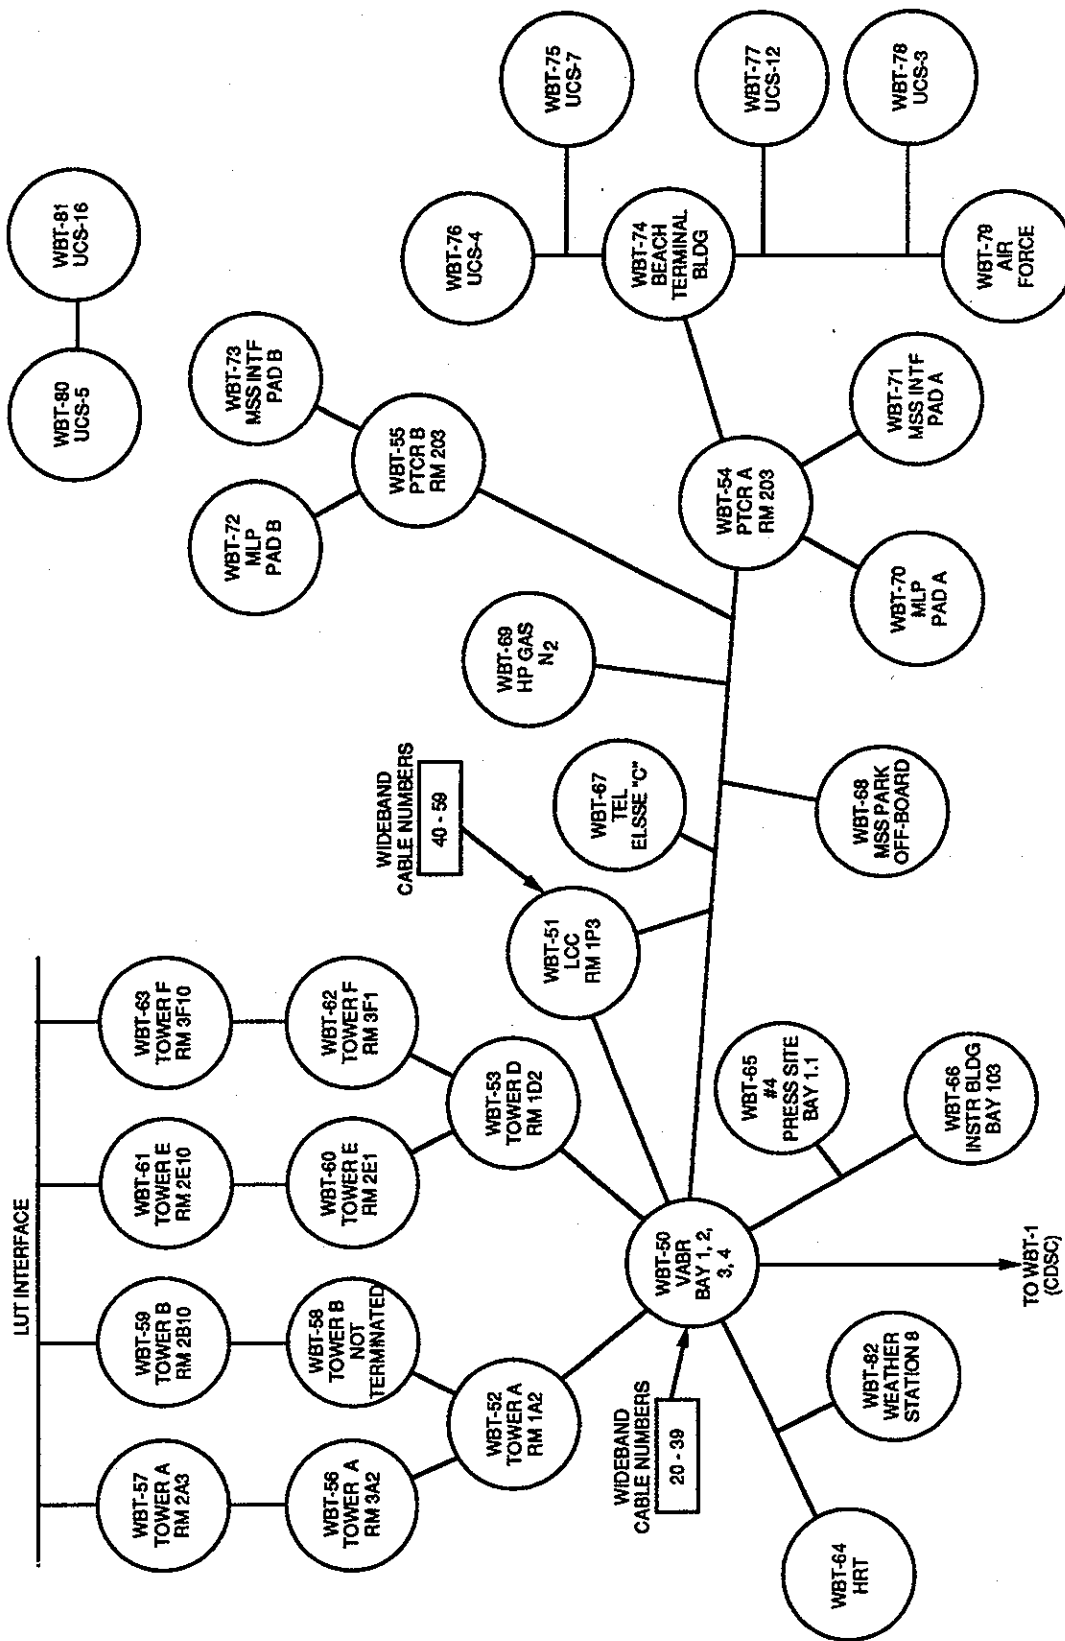 LUT INTERFACE
WBT-57
TOWER A
RM 2A3
WBT-59
TOWER B
RM 2B10
WBT-61
TOWER E
RM 2E10
WBT-63
TOWER F
RM 3F10
WBT-56
TOWER A
RM 3A2
WBT-58
TOWER B
NOT
TERMINATED
WBT-60
TOWER E
RM 2E1
WBT-62
TOWER F
RM 3F1
WBT-52
TOWER A
RM 1A2
WBT-53
TOWER D
RM 1D2
WIDEBAND
CABLE NUMBERS
20 - 39
WBT-50
VABR
BAY 1, 2,
3, 4
WIDEBAND
CABLE NUMBERS
40 - 59
WBT-51
LCC
RM 1P3
WBT-64
HRT
WBT-82
WEATHER
STATION 8
TO WBT-1
(CDSC)
WBT-65
#4
PRESS SITE
BAY 1.1
WBT-66
INSTR BLDG
BAY 103
WBT-67
TEL
ELSSE "C"
WBT-68
MSS PARK
OFF-BOARD
WBT-69
HP GAS
N2
WBT-72
MLP
PAD B
WBT-73
MSS INTF
PAD B
WBT-55
PTCR B
RM 203
WBT-80
UCS-5
WBT-81
UCS-16
WBT-54
PTCR A
RM 203
WBT-70
MLP
PAD A
WBT-71
MSS INTF
PAD A
WBT-76
UCS-4
WBT-75
UCS-7
WBT-74
BEACH
TERMINAL
BLDG
WBT-77
UCS-12
WBT-78
UCS-3
WBT-79
AIR
FORCE